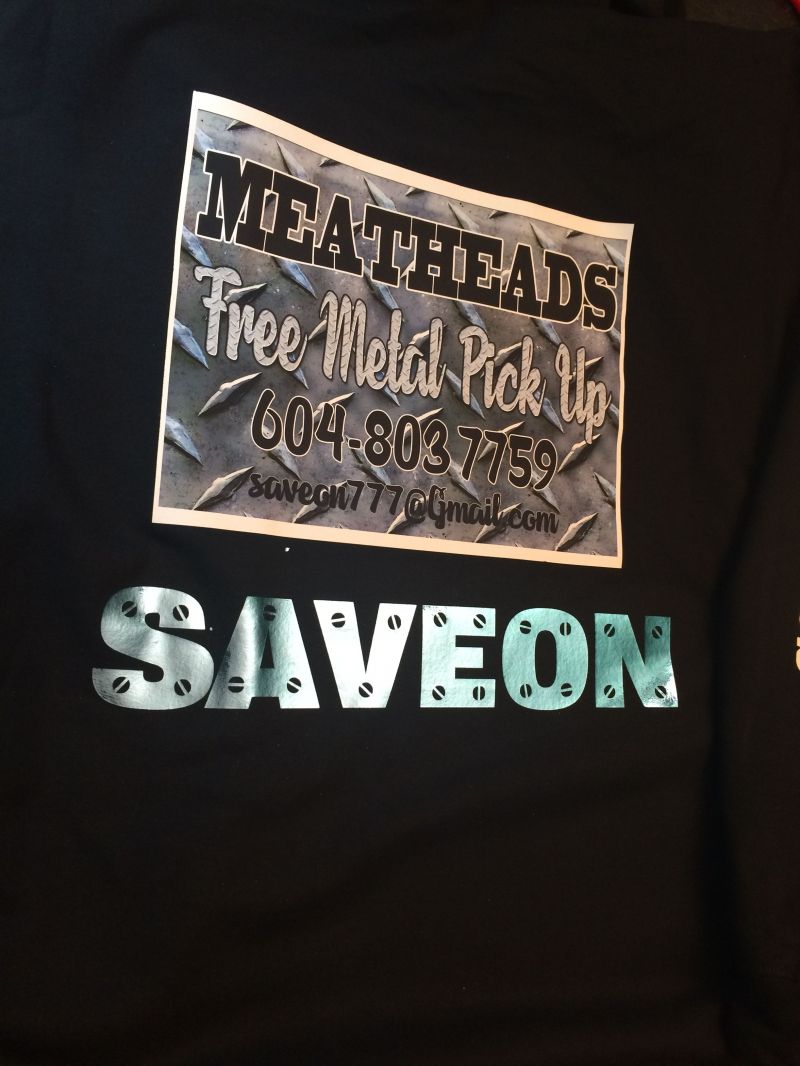 MEATHEADS
Free Metal Pick Up
604-803 7759
saveon777@Gmail.com
SAVEON